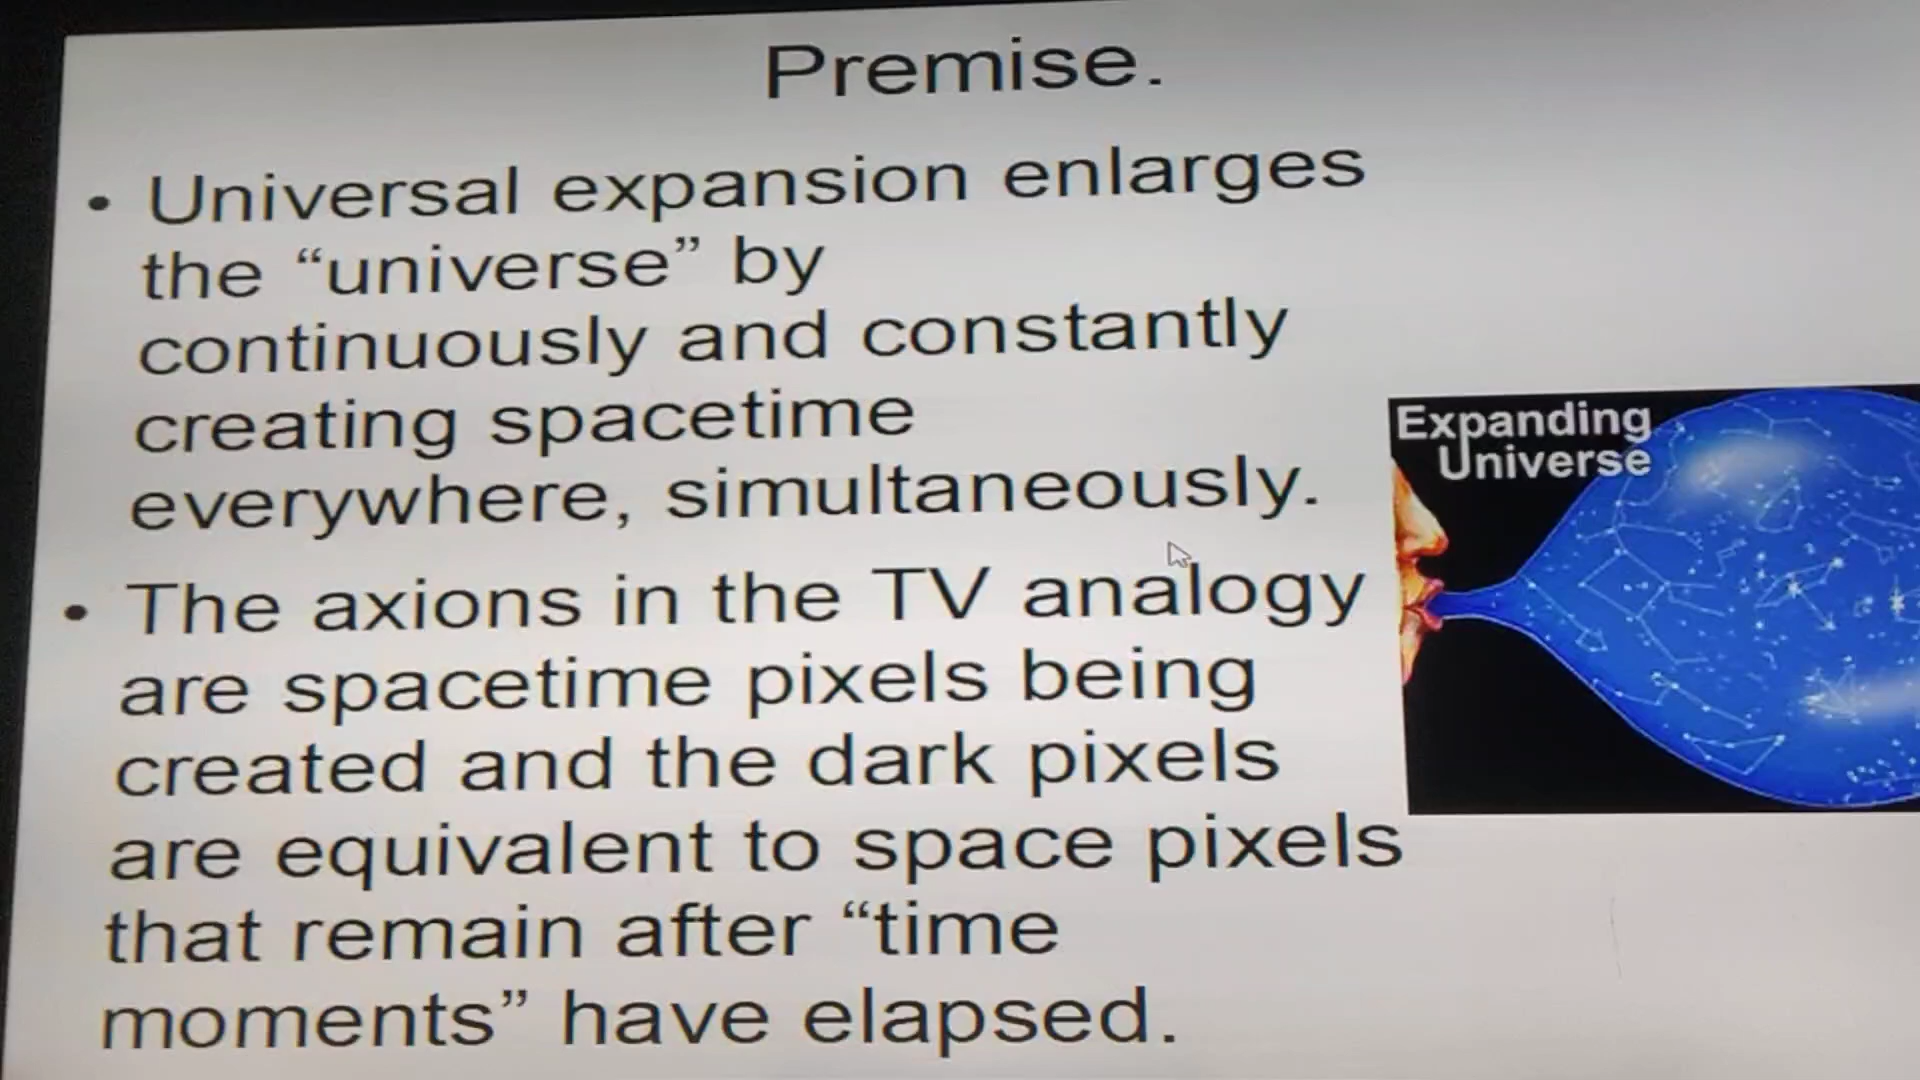 Premise.
• Universal expansion enlarges
the “universe” by
continuously and constantly
creating spacetime
everywhere, simultaneously.
• The axions in the TV analogy
are spacetime pixels being
created and the dark pixels
are equivalent to space pixels
that remain after “time
moments” have elapsed.
Expanding
Universe